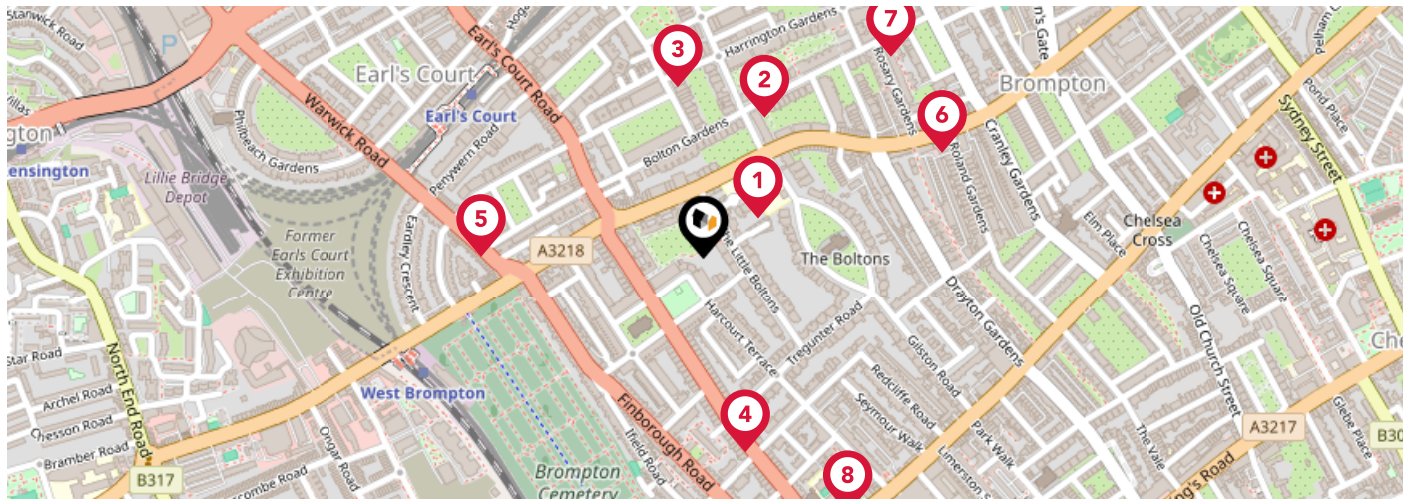 Stanwick Road
P
Earl's Court
Earl's Court
Earl's Court Road
Warwick Road
Philbeach Gardens
Penywern Road
Lillie Bridge
Depot
Former
Earls Court
Exhibition
Centre
Eardley Crescent
A3218
3
Harrington Gardens
2
7
Rosary Gardens
6
Bolton Gardens
1
5
The Little Boltons
The Boltons
Roland Gardens
Cranley Gardens
Brompton
Pelham
Pond Place
Sydney Street
Elm Place
Chelsea
Cross
Chelsea Square
Chelsea Square
Old Church Street
Drayton Gardens
Harcourt Terrace
Tregunter Road
Gilston Road
Redcliffe Road
Seymour Walk
Park Walk
The Vale
A3217
Glebe Place
4
8
Finborough Road
Ifield Road
Brompton
Cemetery
West Brompton
North End Road
Star Road
Archel Road
Chesson Road
Bramber Road
Ongar Road
B317